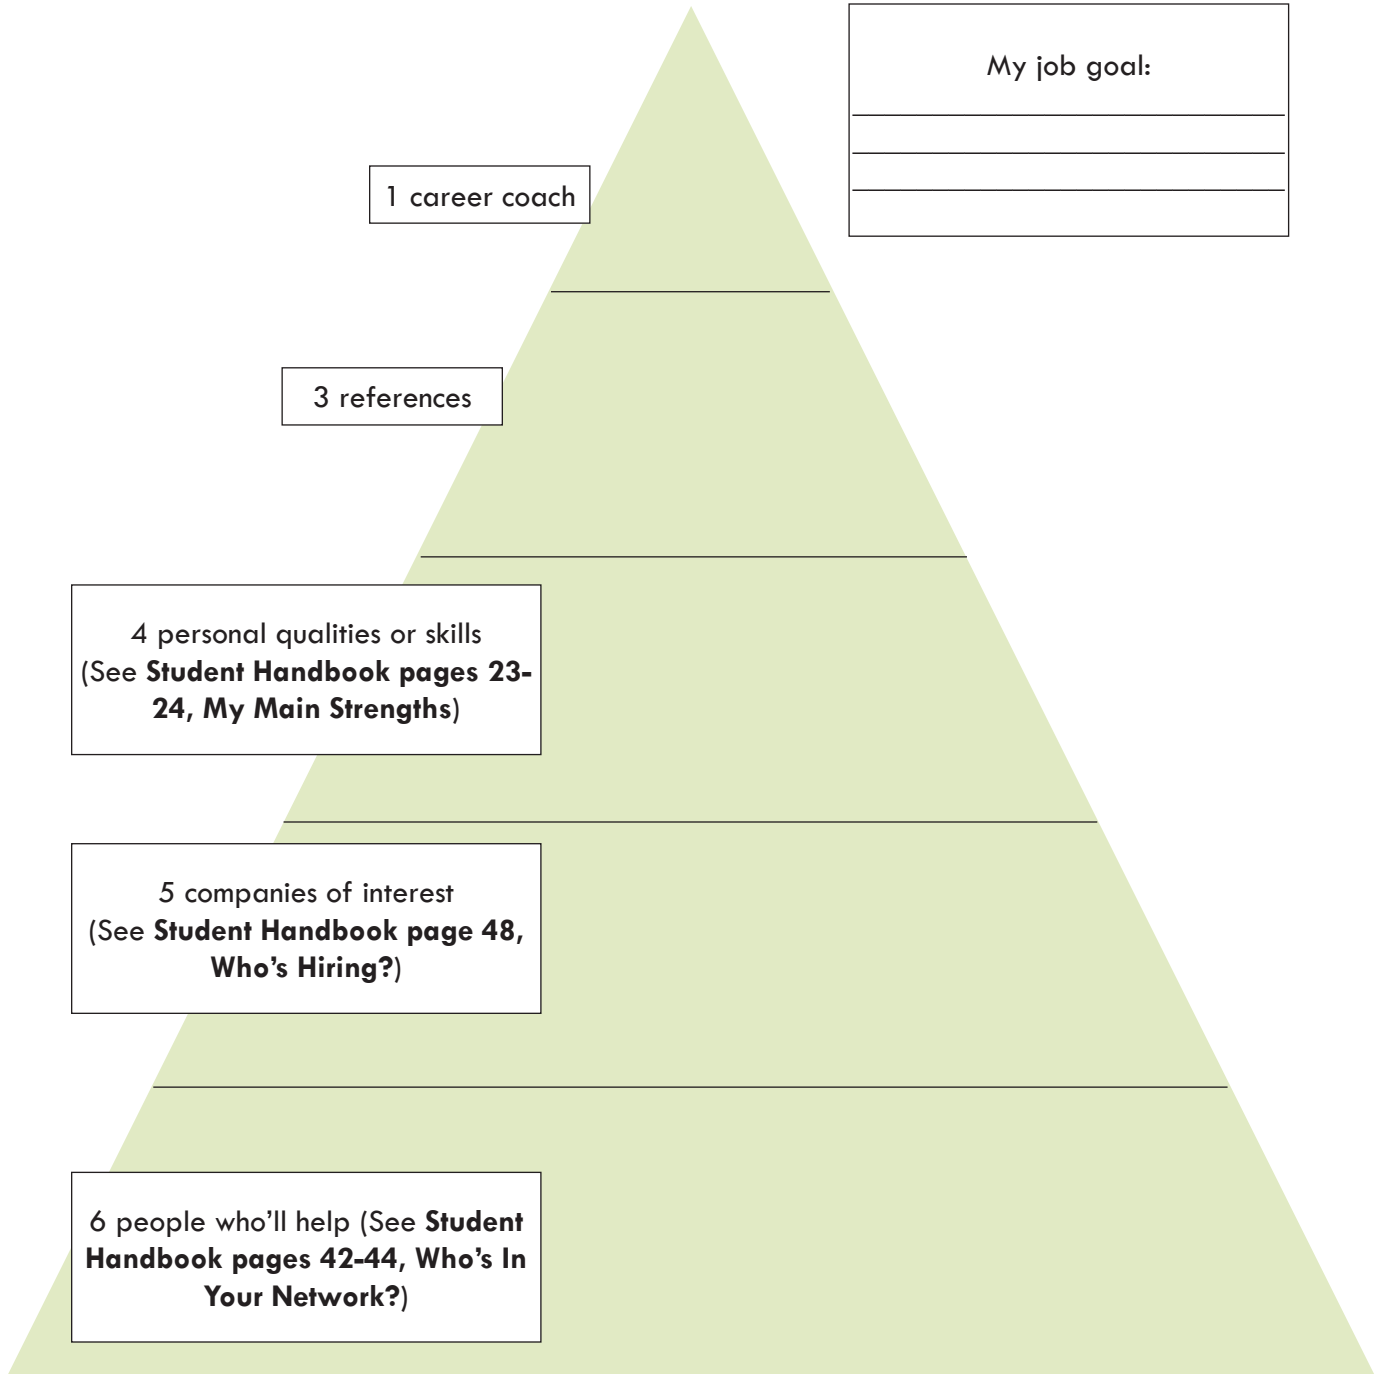 My job goal:
1 career coach
3 references
4 personal qualities or skills
(See Student Handbook pages 23-
24, My Main Strengths)
5 companies of interest
(See Student Handbook page 48,
Who’s Hiring?)
6 people who’ll help (See Student
Handbook pages 42-44, Who’s In
Your Network?)